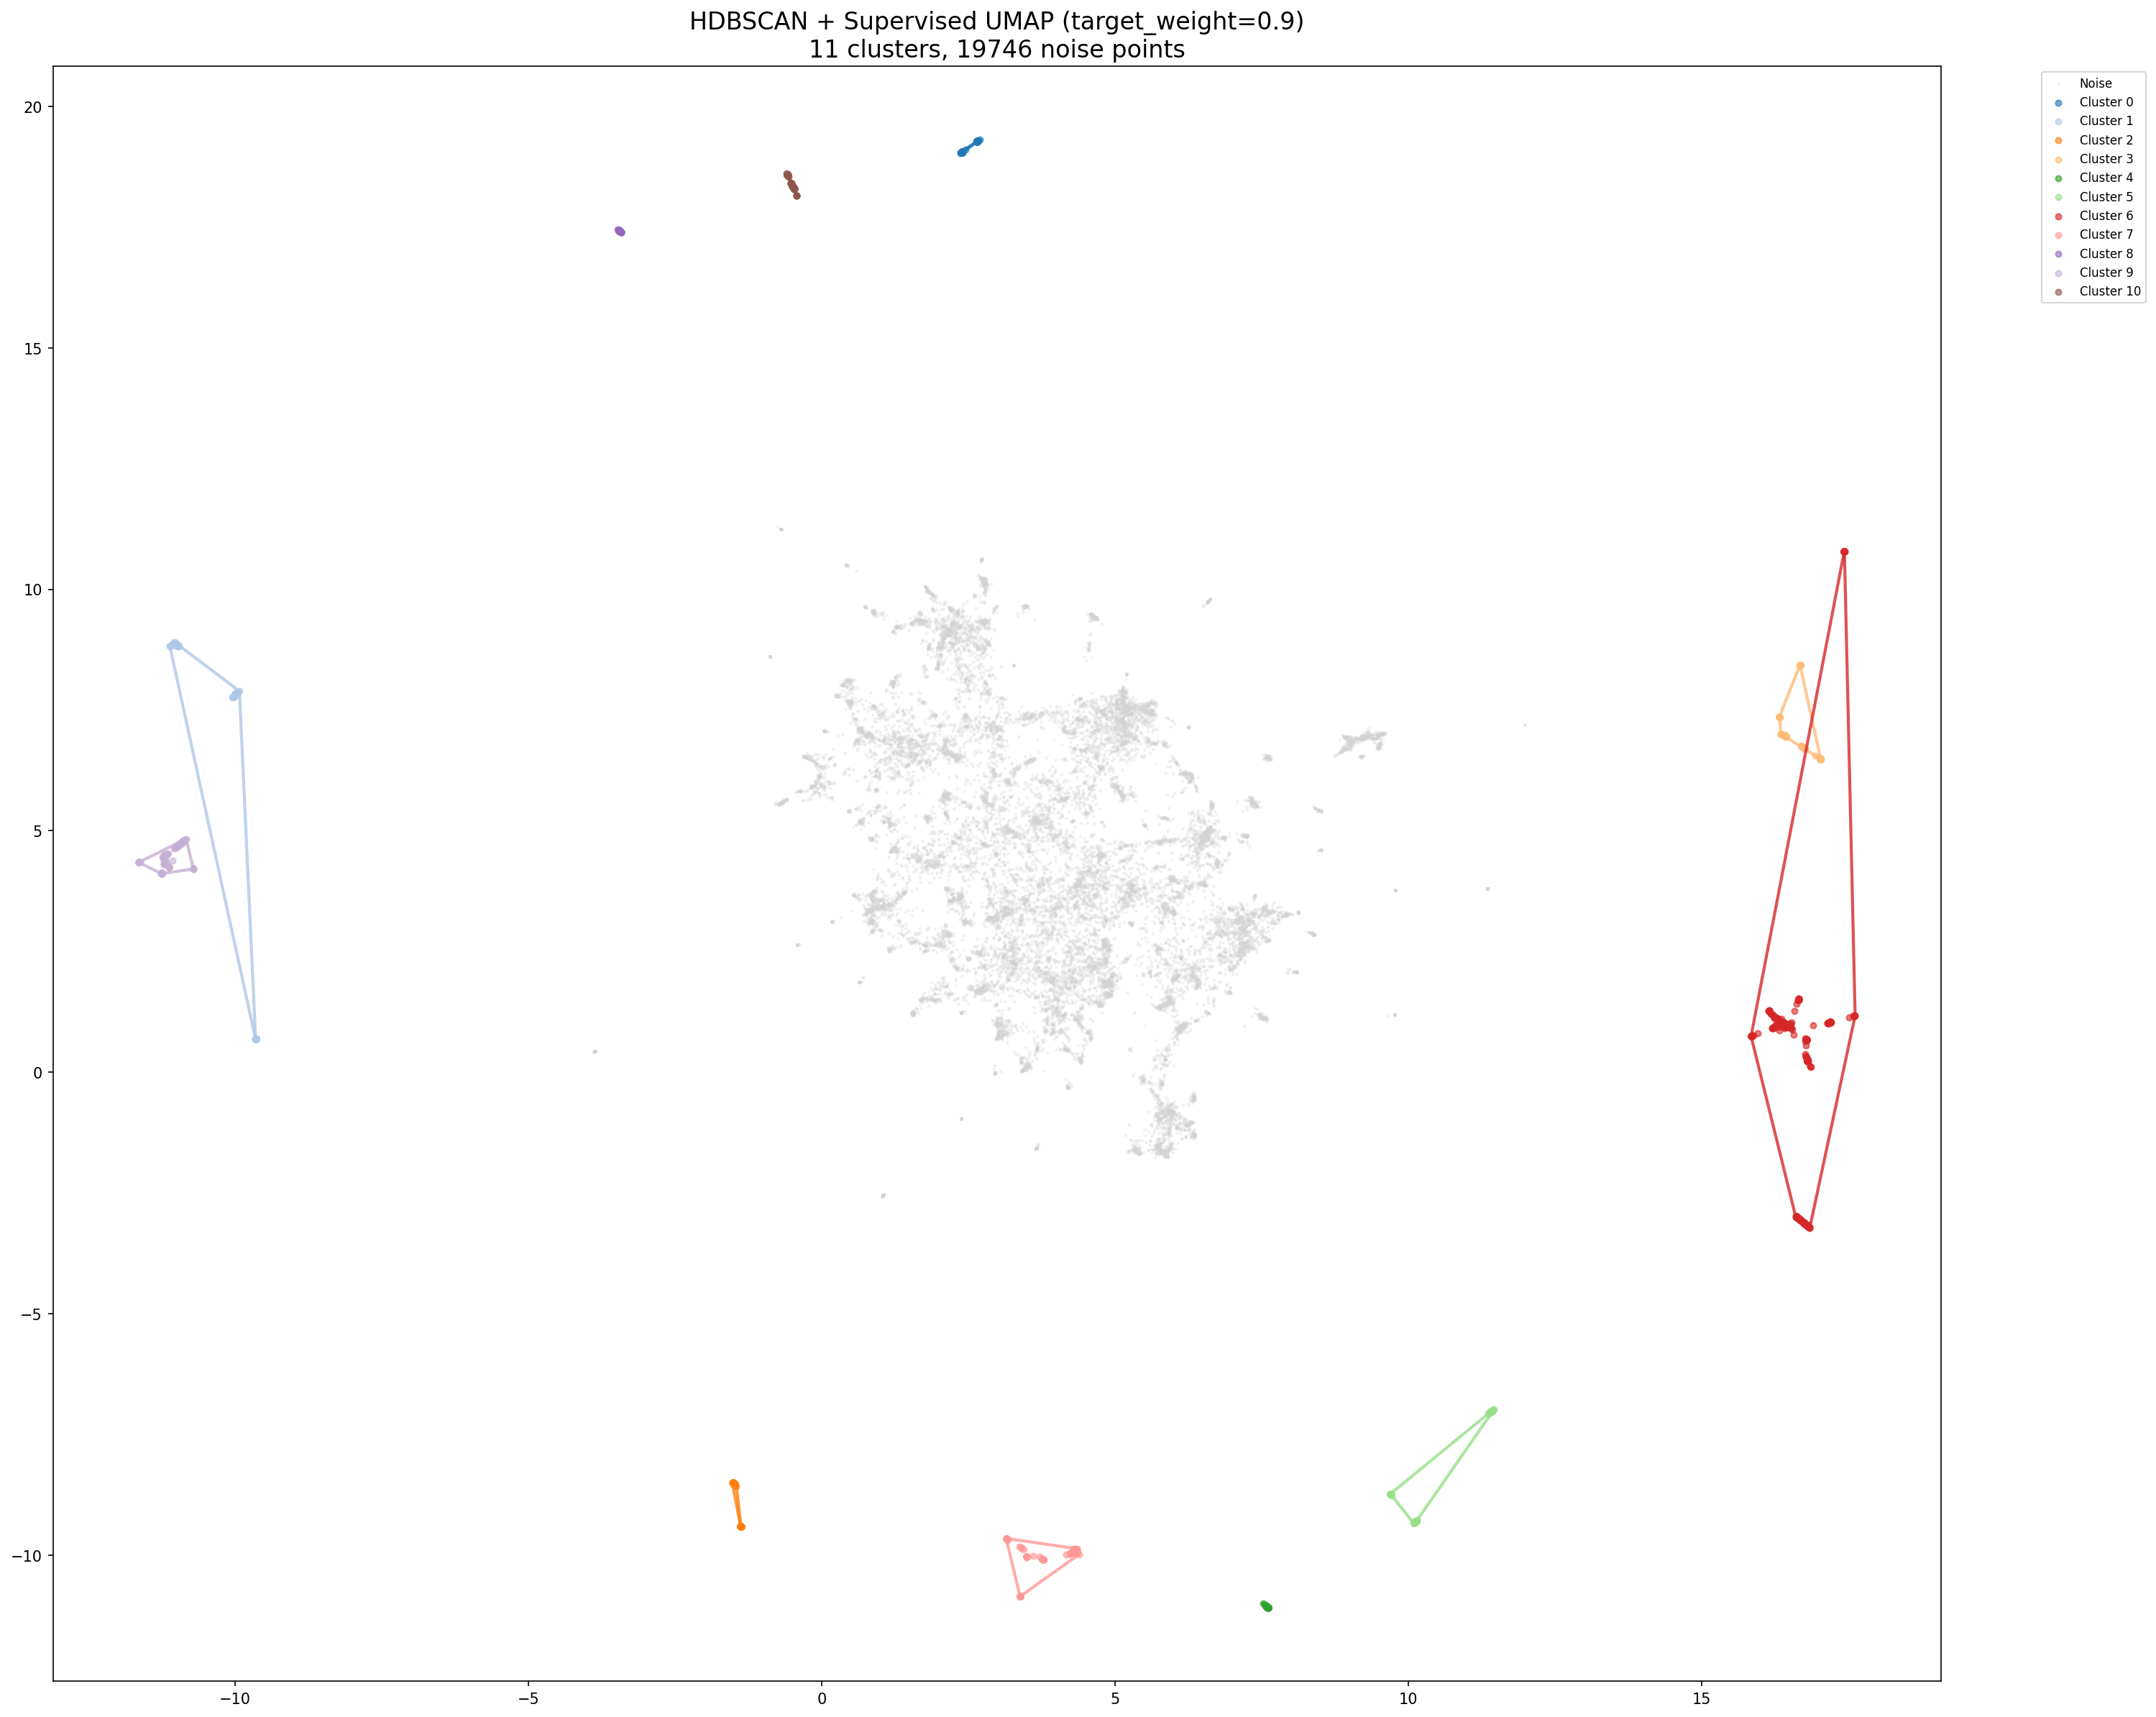 HDBSCAN + Supervised UMAP (target_weight=0.9)
11 clusters, 19746 noise points
20
15
10
5
0
−5
−10
−10
−5
0
5
10
15
Noise
Cluster 0
Cluster 1
Cluster 2
Cluster 3
Cluster 4
Cluster 5
Cluster 6
Cluster 7
Cluster 8
Cluster 9
Cluster 10